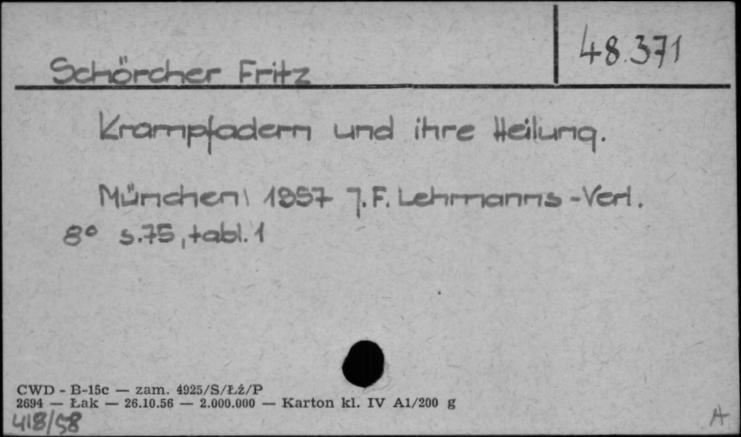 48.371
Schörcher Fritz
Krampfadern und ihre Heilung.
München 1957 J.F. Lehmanns-Verl.
8° s.75, tabl.1
CWD - B-15c — zam. 4925/S/Łź/P
2694 — Łak — 26.10.56 — 2.000.000 — Karton kl. IV A1/200 g
418/58
A